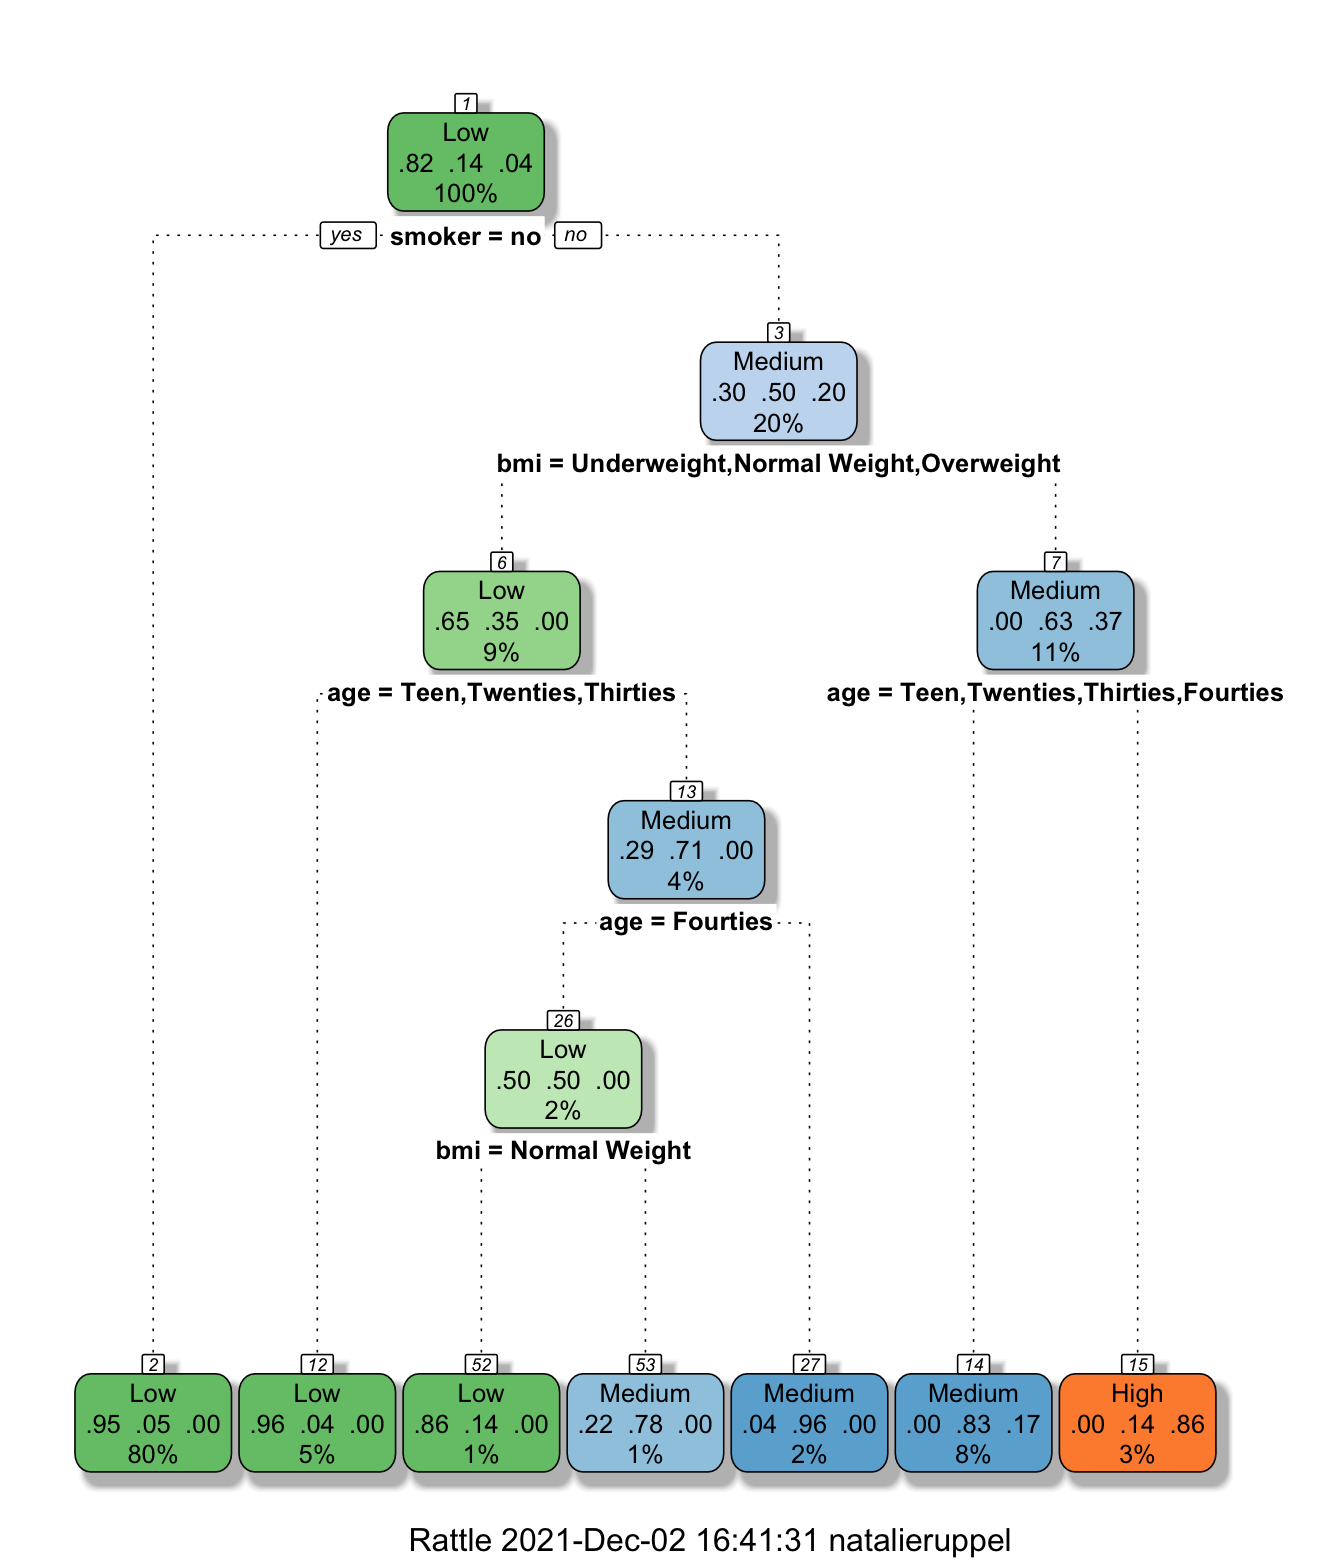 1
Low
.82 .14 .04
100%
yes smoker = no no
3
Medium
.30 .50 .20
20%
bmi = Underweight,Normal Weight,Overweight
6
Low
.65 .35 .00
9%
7
Medium
.00 .63 .37
11%
age = Teen,Twenties,Thirties
age = Teen,Twenties,Thirties,Fourties
13
Medium
.29 .71 .00
4%
age = Fourties
26
Low
.50 .50 .00
2%
bmi = Normal Weight
2
Low
.95 .05 .00
80%
12
Low
.96 .04 .00
5%
52
Low
.86 .14 .00
1%
53
Medium
.22 .78 .00
1%
27
Medium
.04 .96 .00
2%
14
Medium
.00 .83 .17
8%
15
High
.00 .14 .86
3%
Rattle 2021-Dec-02 16:41:31 natalieruppel